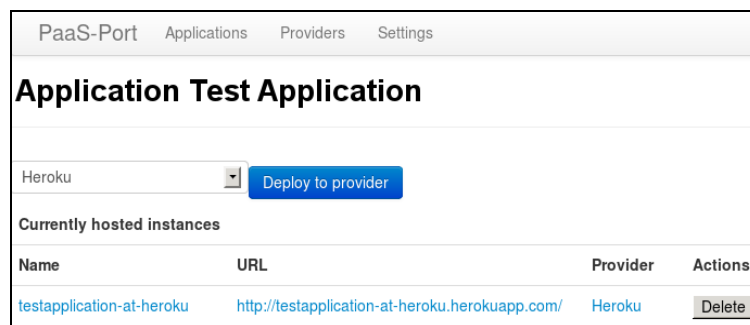 PaaS-Port Applications Providers Settings
Application Test Application
Heroku Deploy to provider
Currently hosted instances
Name URL Provider Actions
testapplication-at-heroku http://testapplication-at-heroku.herokuapp.com/ Heroku Delete